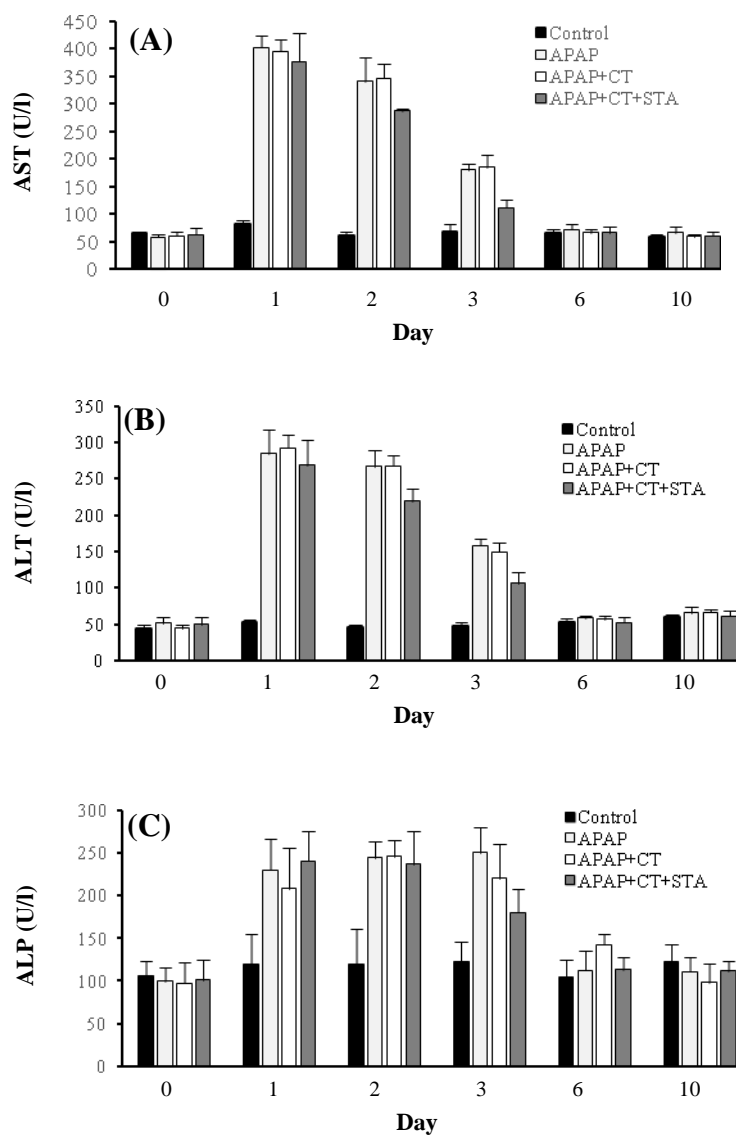 (A)
Control
APAP
APAP+CT
APAP+CT+STA
AST (U/l)
450
400
350
300
250
200
150
100
50
0
0 1 2 3 6 10
Day
(B)
Control
APAP
APAP+CT
APAP+CT+STA
ALT (U/l)
350
300
250
200
150
100
50
0
0 1 2 3 6 10
Day
(C)
Control
APAP
APAP+CT
APAP+CT+STA
ALP (U/l)
300
250
200
150
100
50
0
0 1 2 3 6 10
Day